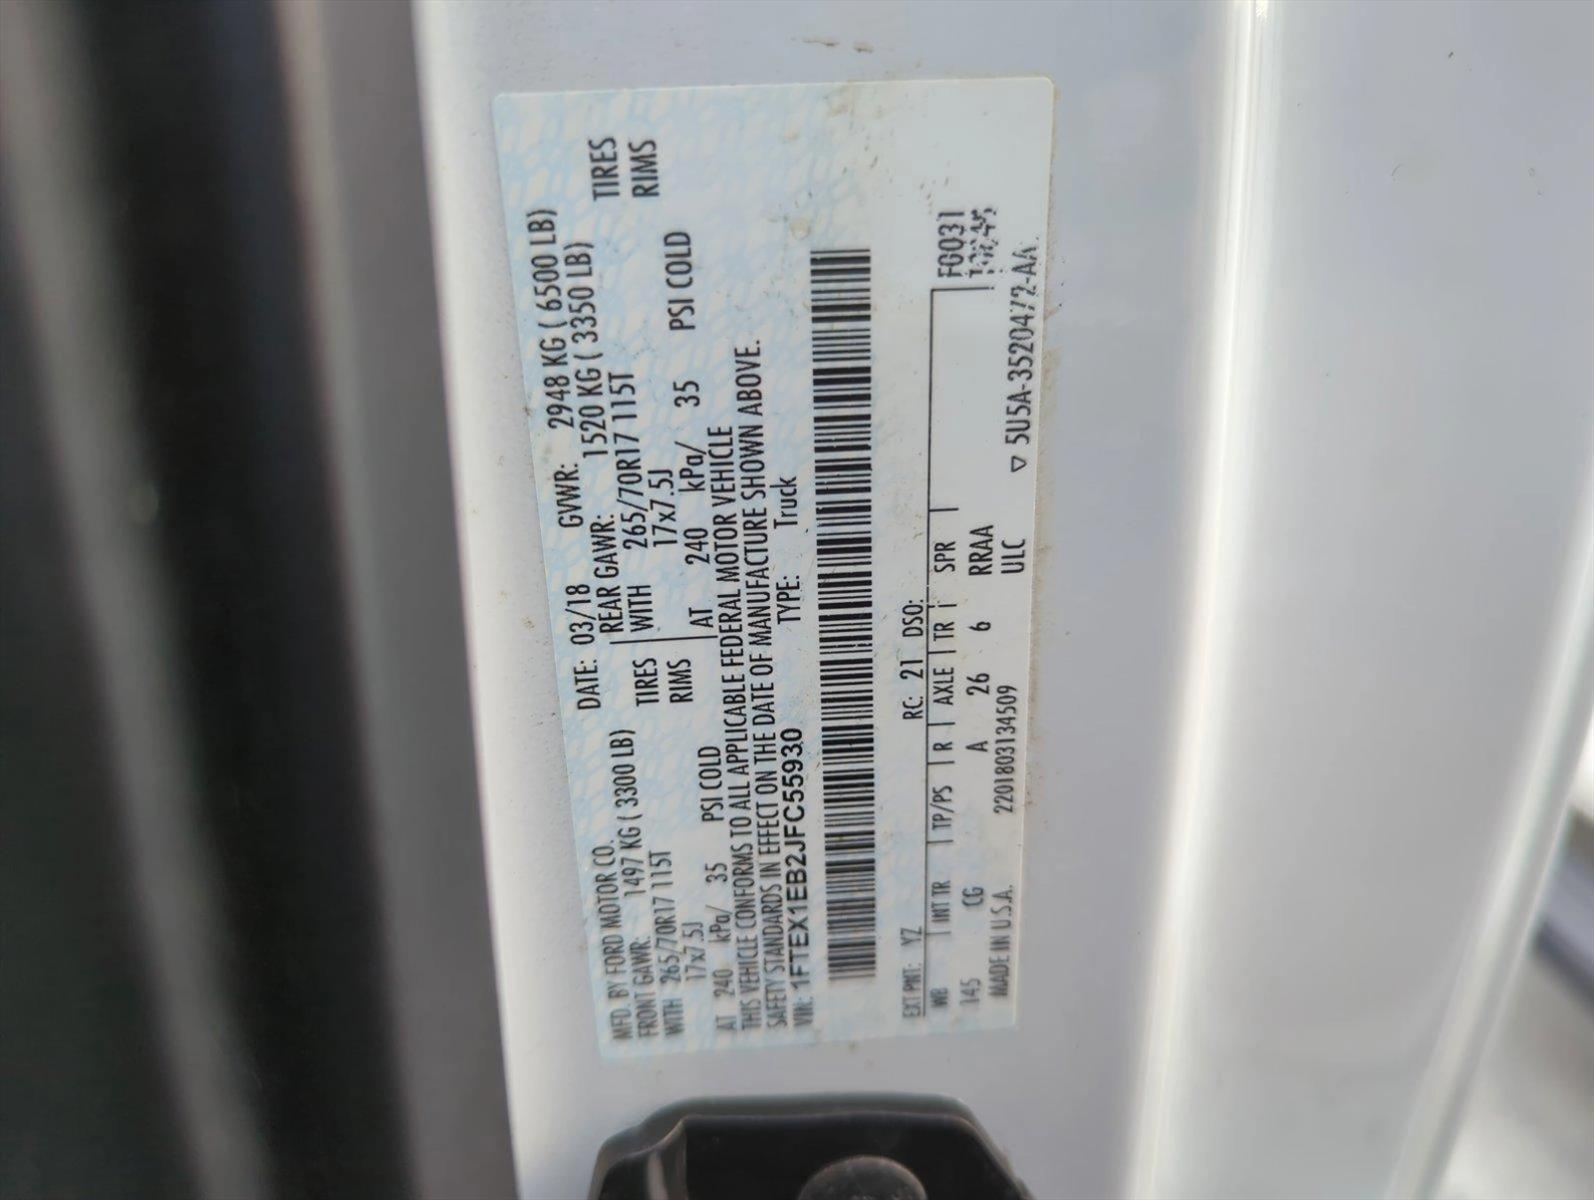 MFD. BY FORD MOTOR CO.
DATE: 03/18 GVWR: 2948 KG ( 6500 LB)
FRONT GAWR: 1497 KG ( 3300 LB) REAR GAWR: 1520 KG ( 3350 LB)
WITH 265/70R17 115T TIRES WITH 265/70R17 115T TIRES
17x7.5J RIMS 17x7.5J RIMS
AT 240 kPa/ 35 PSI COLD AT 240 kPa/ 35 PSI COLD
THIS VEHICLE CONFORMS TO ALL APPLICABLE FEDERAL MOTOR VEHICLE
SAFETY STANDARDS IN EFFECT ON THE DATE OF MANUFACTURE SHOWN ABOVE.
VIN: 1FTEX1EB2JFC55930 TYPE: Truck
EXT PNT: YZ RC: 21 DSO:
WB INT TR TP/PS R AXLE TR SPR FG031
145 CG A 26 6 RRAA
MADE IN U.S.A. 2201803134509 ULC
▽ 5U5A-3520472-AA